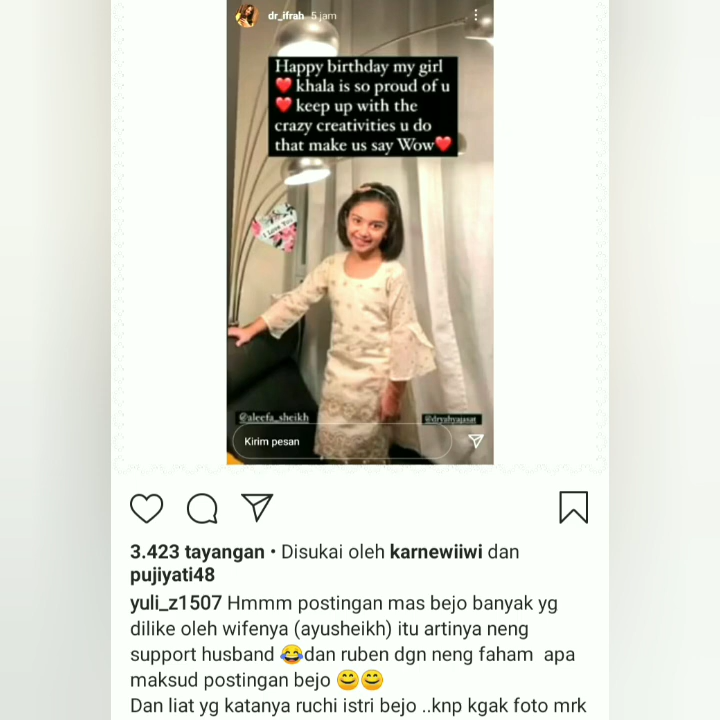 dr_ifrah 5 jam
Happy birthday my girl
❤️ khala is so proud of u
❤️ keep up with the
crazy creativities u do
that make us say Wow❤️
I Love You
@aleefa_sheikh
@dryahyajasat
Kirim pesan
3.423 tayangan • Disukai oleh karnewiiwi dan
pujiyati48
yuli_z1507 Hmmm postingan mas bejo banyak yg
dilike oleh wifenya (ayusheikh) itu artinya neng
support husband 😂dan ruben dgn neng faham apa
maksud postingan bejo 😊😊
Dan liat yg katanya ruchi istri bejo ..knp kgak foto mrk